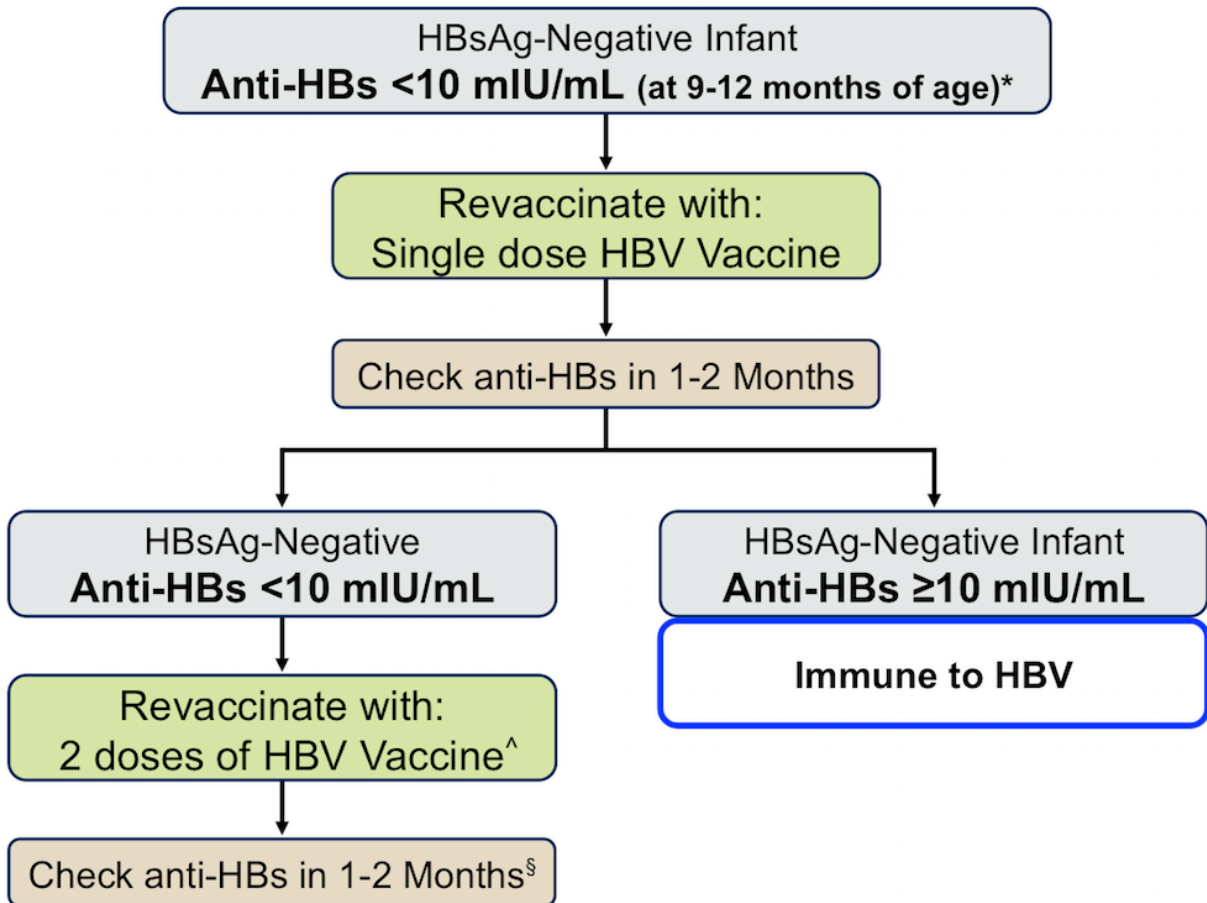 HBsAg-Negative Infant
Anti-HBs <10 mIU/mL (at 9-12 months of age)*
Revaccinate with:
Single dose HBV Vaccine
Check anti-HBs in 1-2 Months
HBsAg-Negative
Anti-HBs <10 mIU/mL
HBsAg-Negative Infant
Anti-HBs ≥10 mIU/mL
Immune to HBV
Revaccinate with:
2 doses of HBV Vaccine^
Check anti-HBs in 1-2 Months§